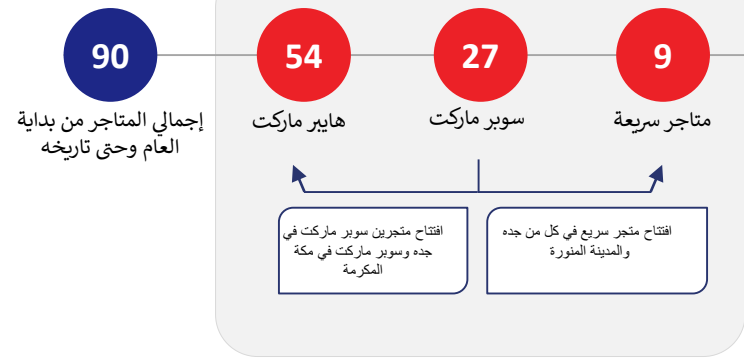 9
متاجر سريعة
27
سوبر ماركت
54
هايبر ماركت
90
إجمالي المتاجر من بداية
العام وحتى تاريخه
افتتاح متجر سريع في كل من جده
والمدينة المنورة
افتتاح متجرين سوبر ماركت في
جده وسوبر ماركت في مكة
المكرمة